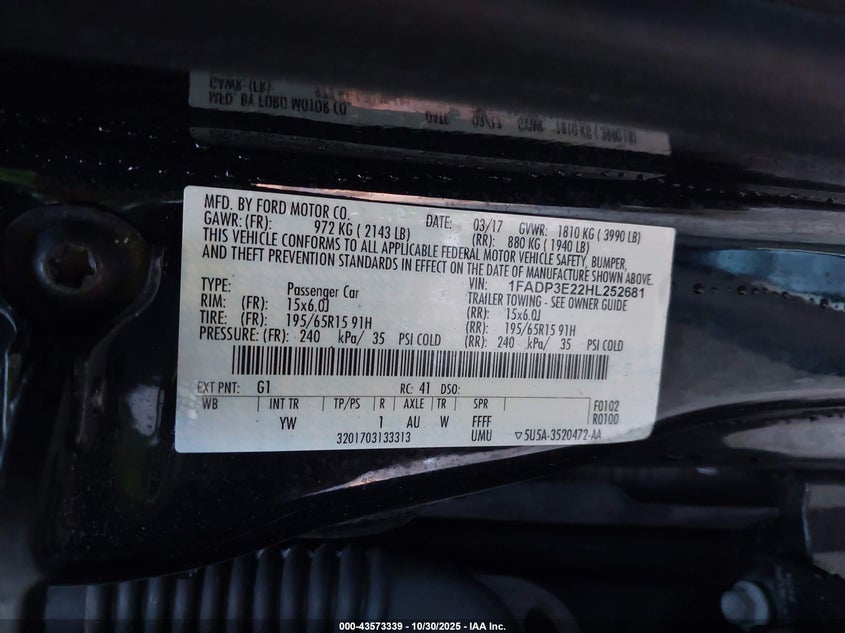 MFD. BY FORD MOTOR CO. DATE: 03/17 GVWR: 1810 KG ( 3990 LB)
GAWR: (FR): 972 KG ( 2143 LB) (RR): 880 KG ( 1940 LB)
THIS VEHICLE CONFORMS TO ALL APPLICABLE FEDERAL MOTOR VEHICLE SAFETY, BUMPER,
AND THEFT PREVENTION STANDARDS IN EFFECT ON THE DATE OF MANUFACTURE SHOWN ABOVE.
VIN: 1FADP3E22HL252681
TYPE: Passenger Car TRAILER TOWING - SEE OWNER GUIDE
RIM: (FR): 15x6.0J (RR): 15x6.0J
TIRE: (FR): 195/65R15 91H (RR): 195/65R15 91H
PRESSURE: (FR): 240 kPa/ 35 PSI COLD (RR): 240 kPa/ 35 PSI COLD
EXT PNT: G1 RC: 41 DSO:
WB INT TR TP/PS R AXLE TR SPR F0102
YW 1 AU W FFFF R0100
3201703133313 UMU ▽5U5A-3520472-AA
000-43573339 - 10/30/2025 - IAA Inc.